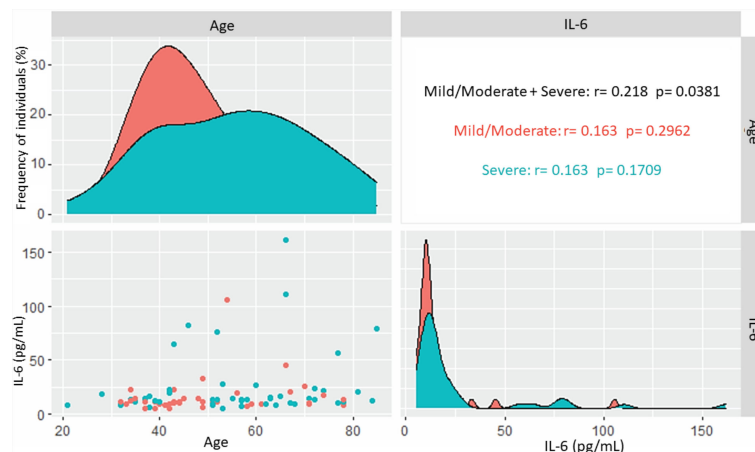 Age
IL-6
Frequency of individuals (%)
30
20
10
0
Mild/Moderate + Severe: r= 0.218 p= 0.0381
Mild/Moderate: r= 0.163 p= 0.2962
Severe: r= 0.163 p= 0.1709
Age
IL-6 (pg/mL)
150
100
50
0
20
40
60
80
Age
0
50
100
150
IL-6 (pg/mL)
IL-6